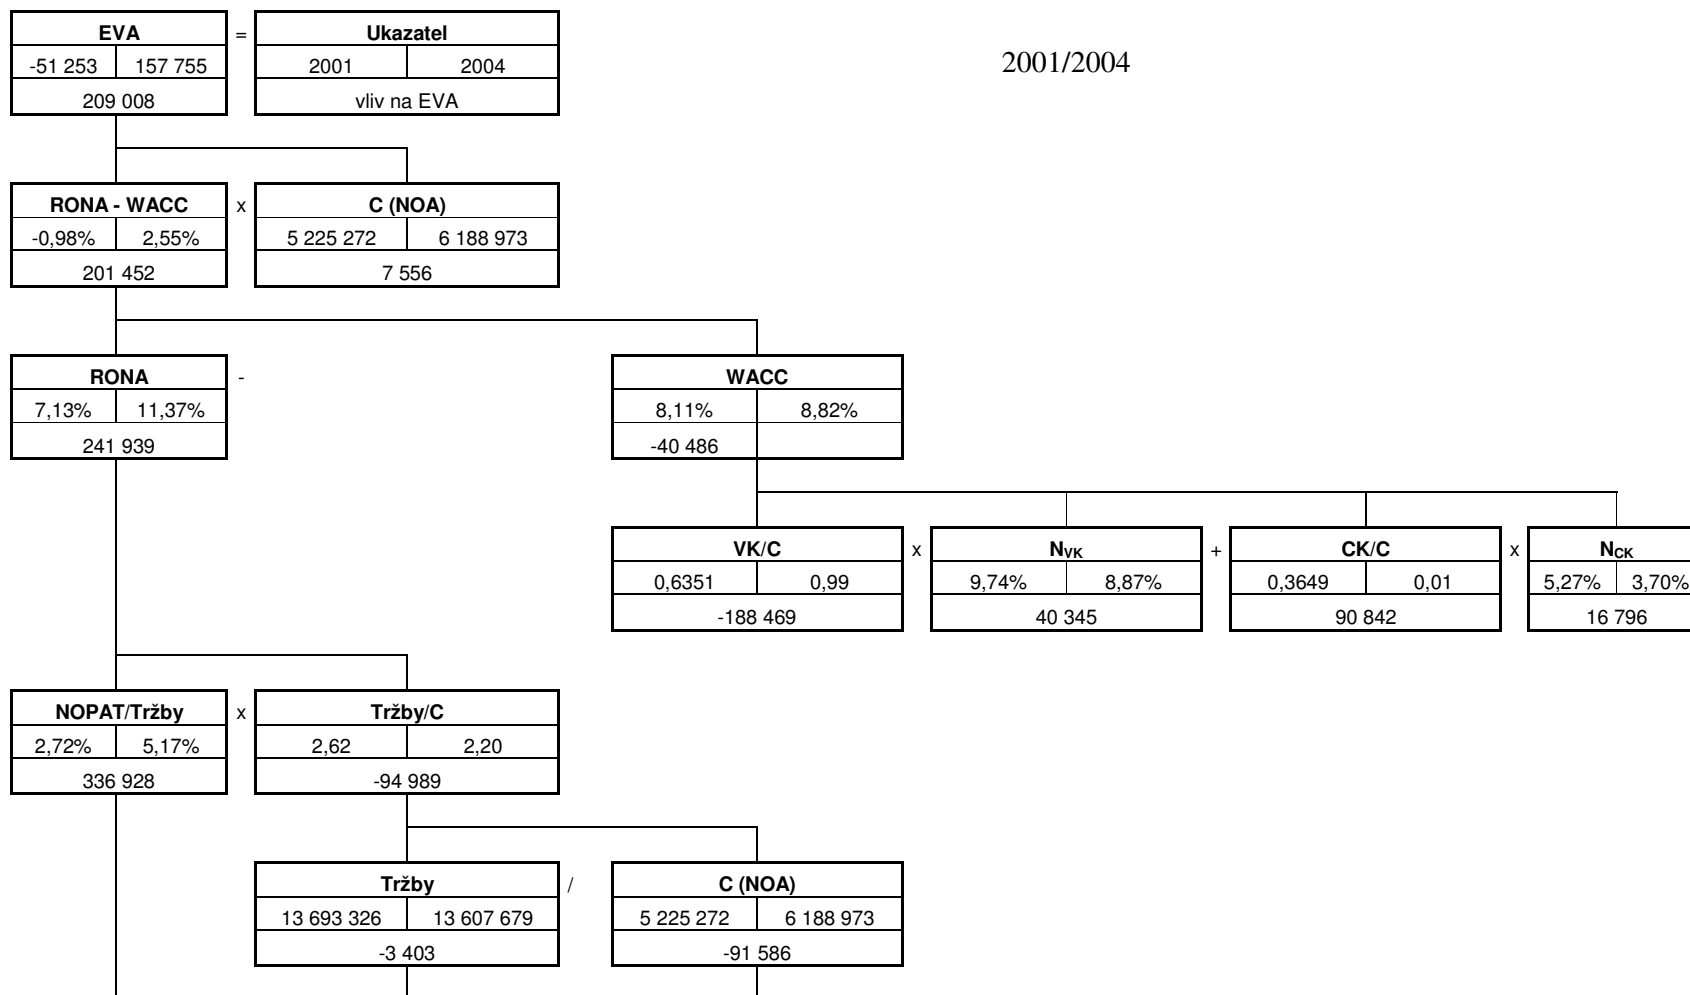 EVA = Ukazatel
-51 253 157 755 2001 2004 2001/2004
209 008 vliv na EVA
RONA - WACC x C (NOA)
-0,98% 2,55% 5 225 272 6 188 973
201 452 7 556
RONA - WACC
7,13% 11,37% 8,11% 8,82%
241 939 -40 486
VK/C x NVK + CK/C x NCK
0,6351 0,99 9,74% 8,87% 0,3649 0,01 5,27% 3,70%
-188 469 40 345 90 842 16 796
NOPAT/Tržby x Tržby/C
2,72% 5,17% 2,62 2,20
336 928 -94 989
Tržby / C (NOA)
13 693 326 13 607 679 5 225 272 6 188 973
-3 403 -91 586